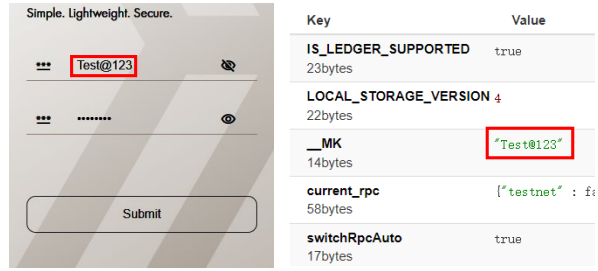 Simple. Lightweight. Secure.
*** Test@123
*** ••••••••
Submit
Key Value
IS_LEDGER_SUPPORTED true
23bytes
LOCAL_STORAGE_VERSION 4
22bytes
__MK "Test@123"
14bytes
current_rpc {"testnet" : fa
58bytes
switchRpcAuto true
17bytes